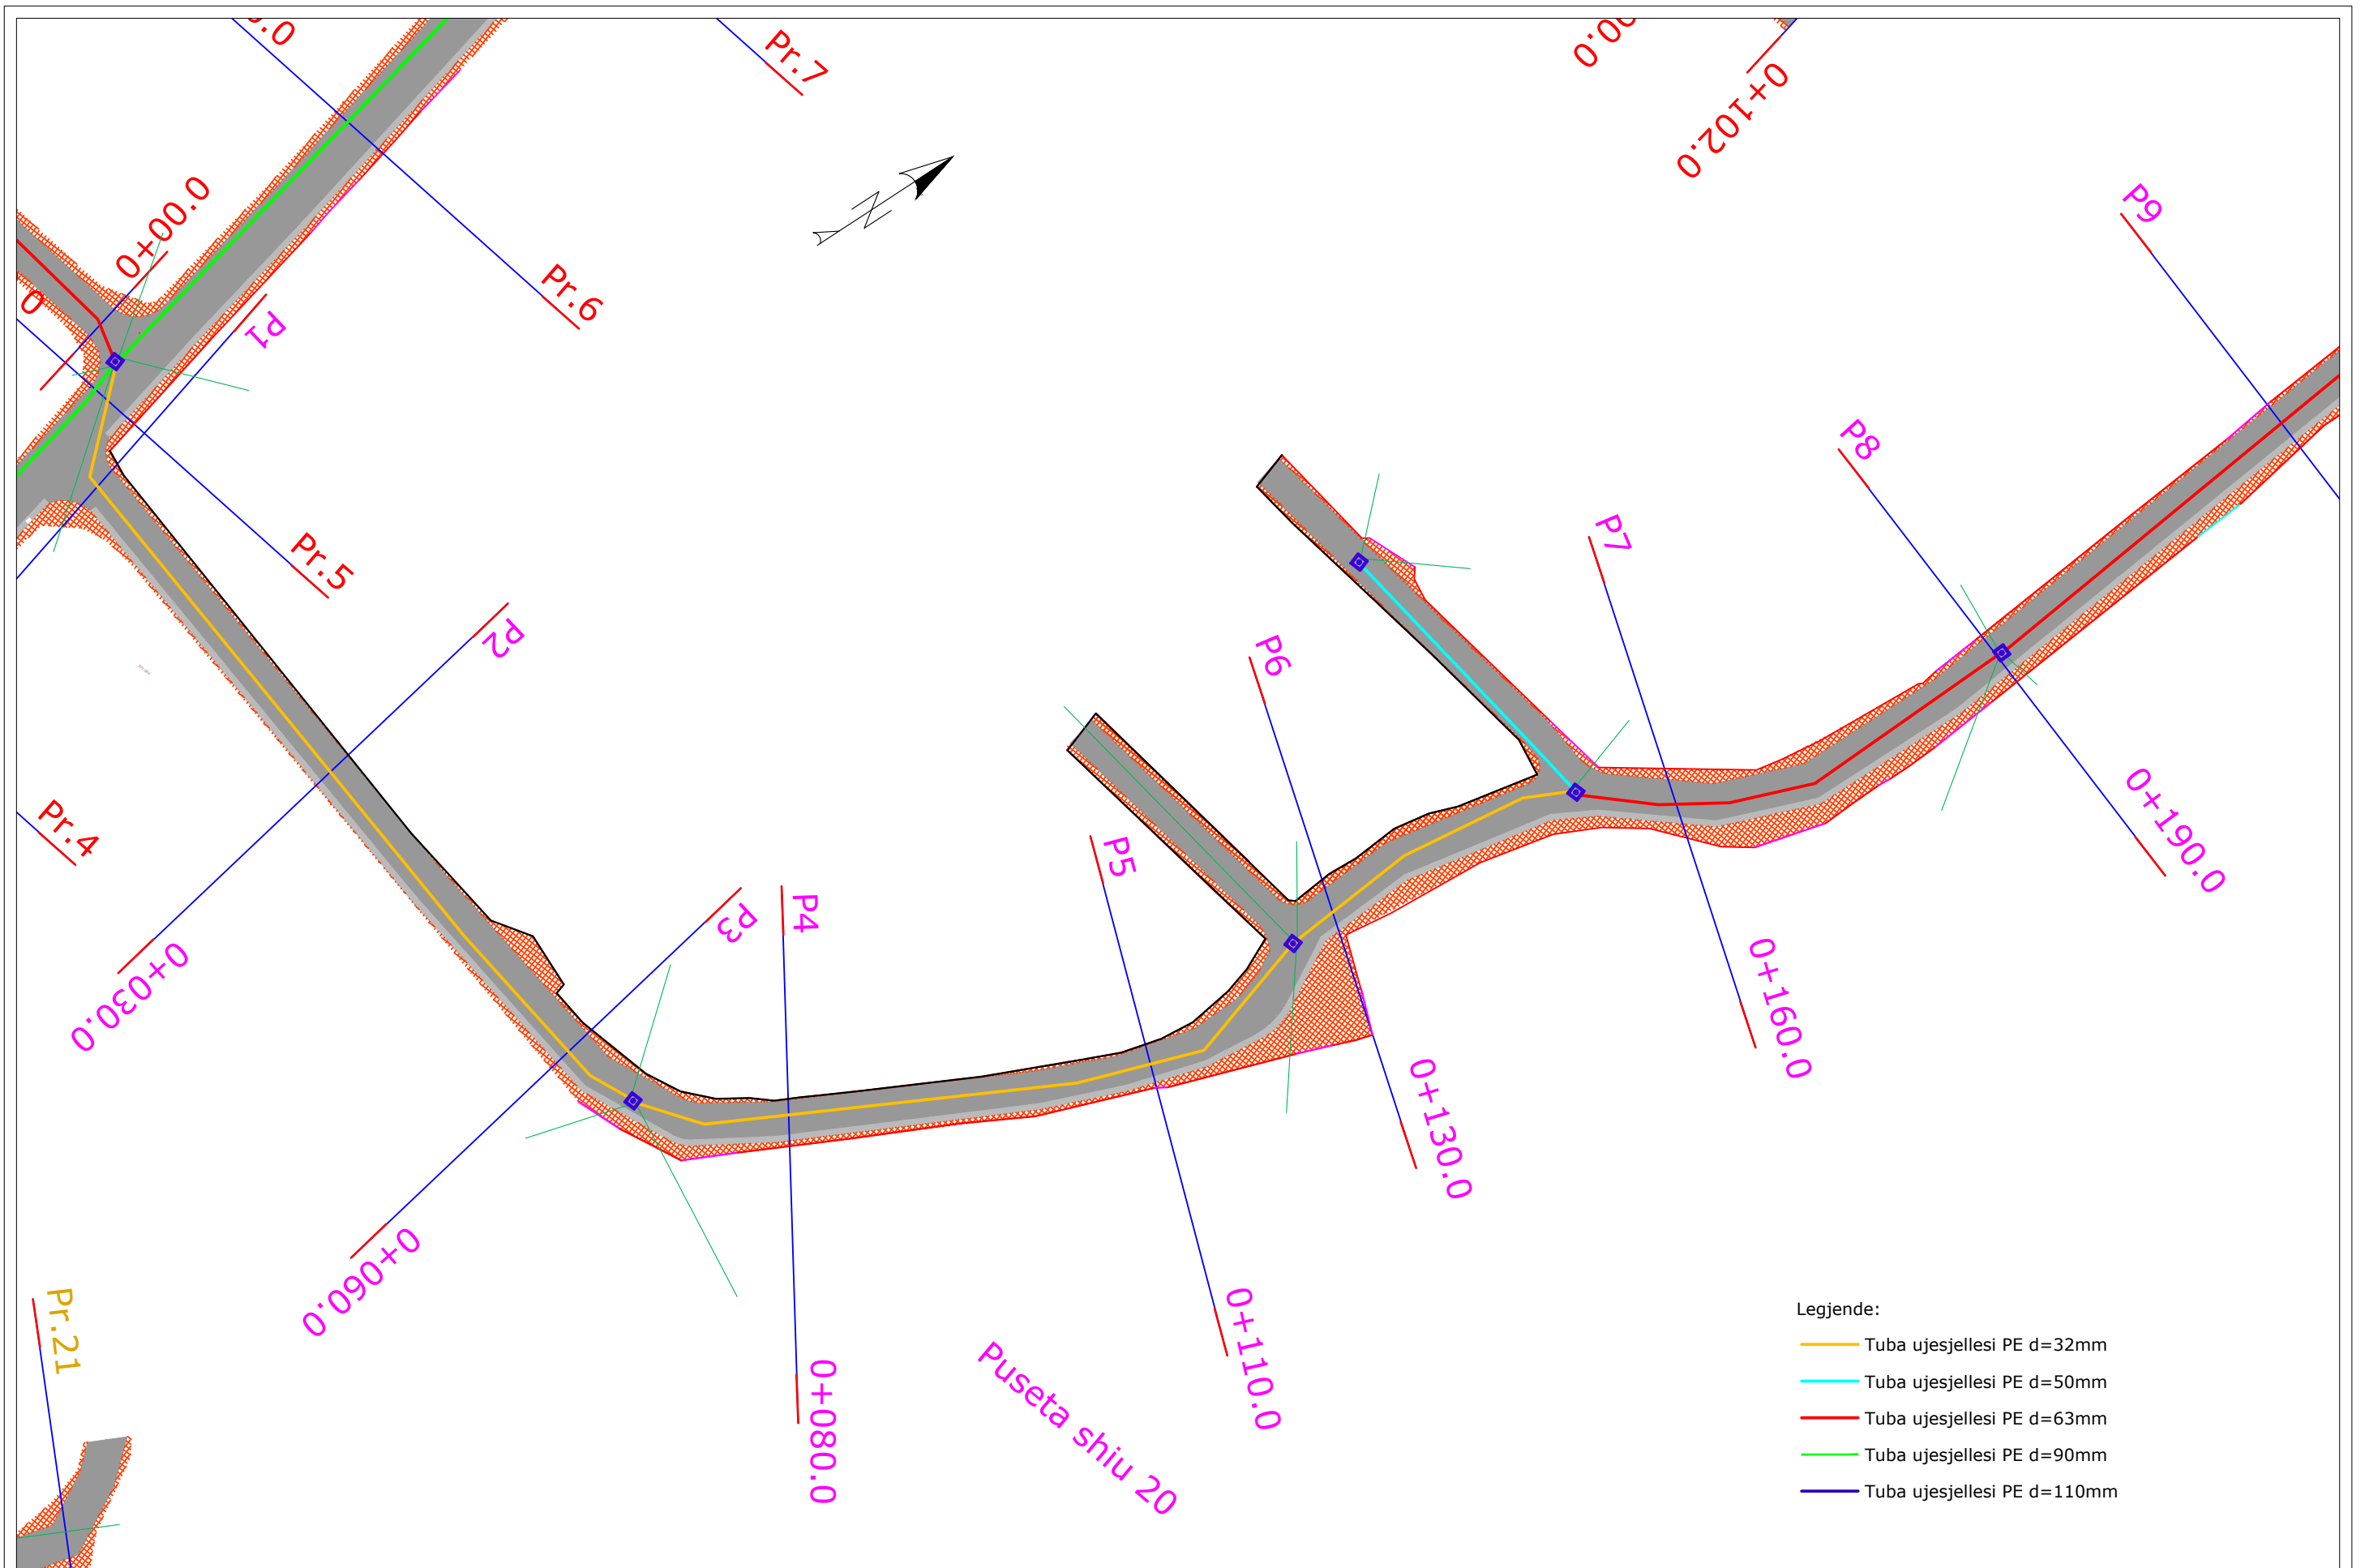 Pr.7
0+102.0
0+00.0
P1
Pr.6
P9
Pr.5
P8
P7
P2
P6
Pr.4
P5
P3
P4
0+030.0
0+190.0
0+160.0
0+130.0
0+060.0
0+110.0
0+080.0
Pr.21
Puseta shiu 20
N
Legjende:
Tuba ujesjellesi PE d=32mm
Tuba ujesjellesi PE d=50mm
Tuba ujesjellesi PE d=63mm
Tuba ujesjellesi PE d=90mm
Tuba ujesjellesi PE d=110mm